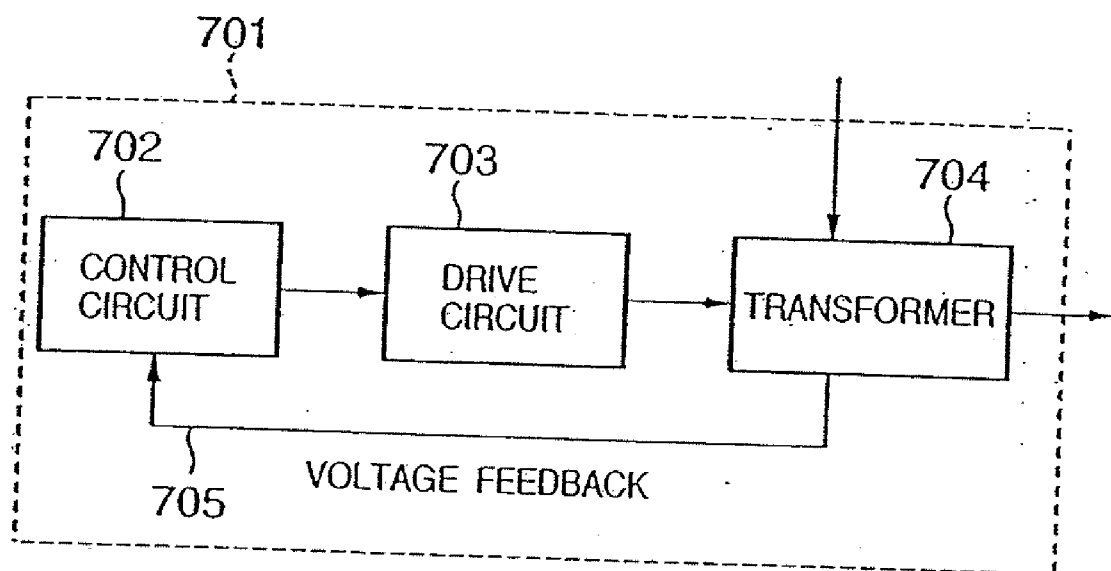 701
702
703
704
CONTROL
CIRCUIT
DRIVE
CIRCUIT
TRANSFORMER
VOLTAGE FEEDBACK
705